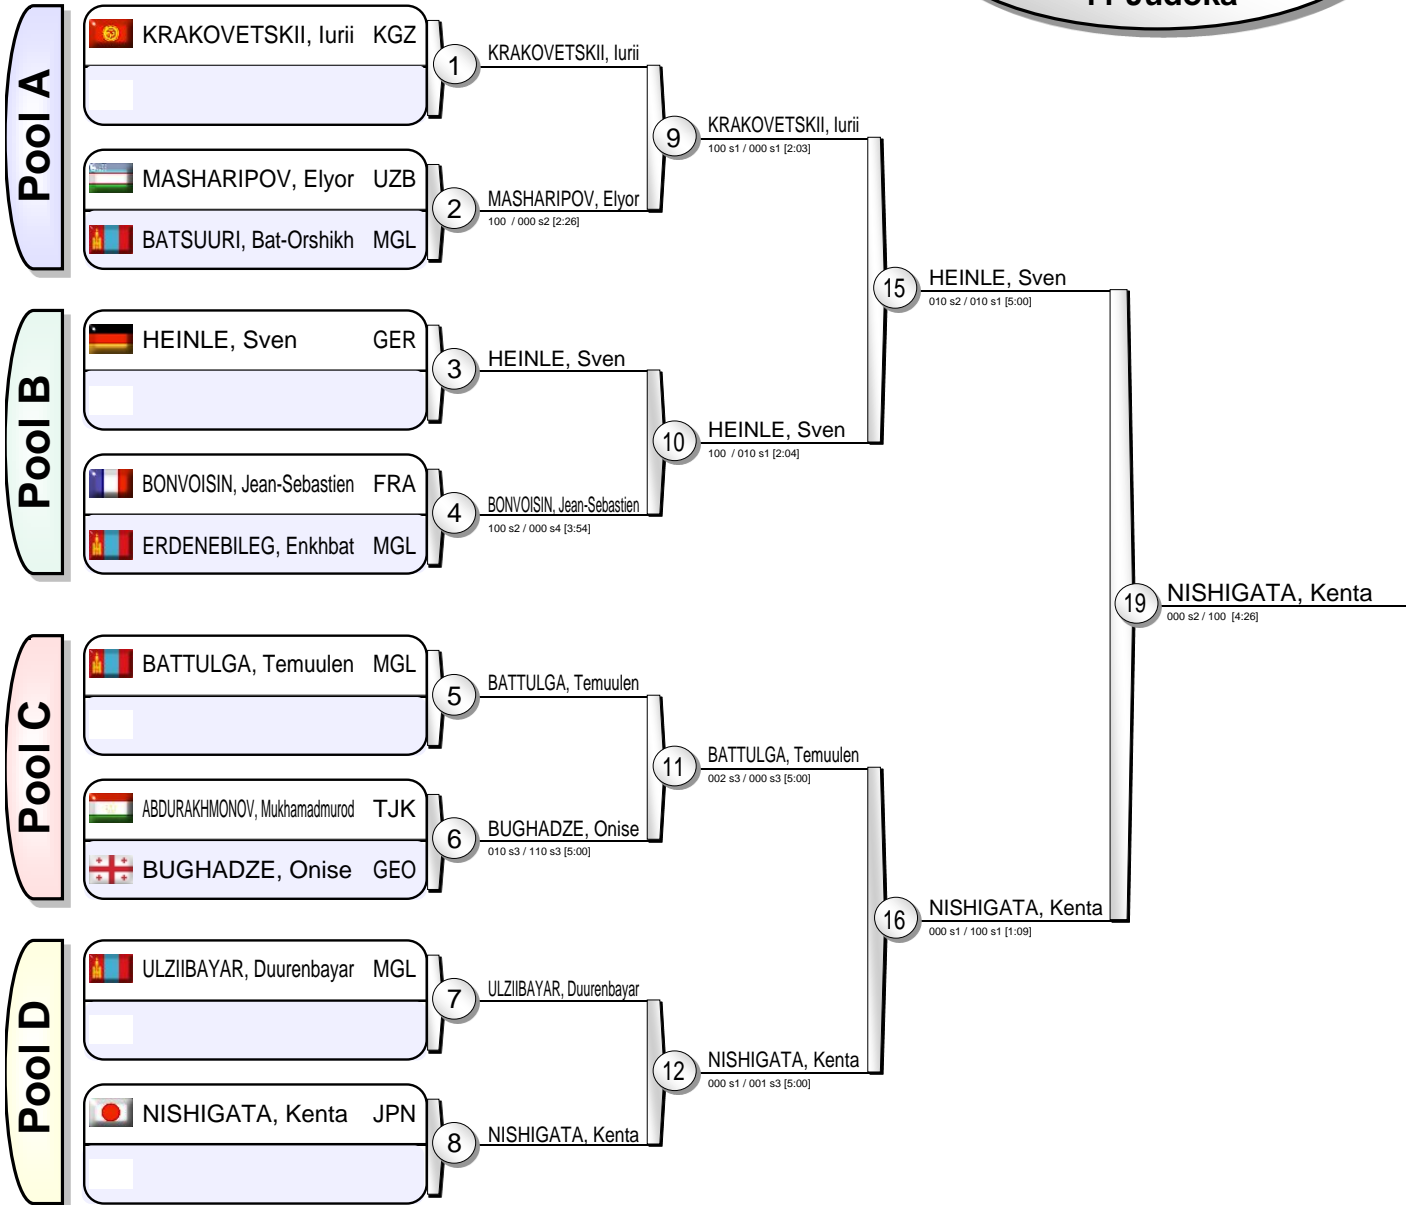 11 Judoka
Pool A
KRAKOVETSKII, Iurii KGZ
1
KRAKOVETSKII, Iurii
MASHARIPOV, Elyor UZB
BATSUURI, Bat-Orshikh MGL
2
MASHARIPOV, Elyor
100 / 000 s2 [2:26]
9
KRAKOVETSKII, Iurii
100 s1 / 000 s1 [2:03]
Pool B
HEINLE, Sven GER
3
HEINLE, Sven
BONVOISIN, Jean-Sebastien FRA
ERDENEBILEG, Enkhbat MGL
4
BONVOISIN, Jean-Sebastien
100 s2 / 000 s4 [3:54]
10
HEINLE, Sven
100 / 010 s1 [2:04]
15
HEINLE, Sven
010 s2 / 010 s1 [5:00]
Pool C
BATTULGA, Temuulen MGL
5
BATTULGA, Temuulen
ABDURAKHMONOV, Mukhamadmurod TJK
BUGHADZE, Onise GEO
6
BUGHADZE, Onise
010 s3 / 110 s3 [5:00]
11
BATTULGA, Temuulen
002 s3 / 000 s3 [5:00]
Pool D
ULZIIBAYAR, Duurenbayar MGL
7
ULZIIBAYAR, Duurenbayar
NISHIGATA, Kenta JPN
8
NISHIGATA, Kenta
12
NISHIGATA, Kenta
000 s1 / 001 s3 [5:00]
16
NISHIGATA, Kenta
000 s1 / 100 s1 [1:09]
19
NISHIGATA, Kenta
000 s2 / 100 [4:26]